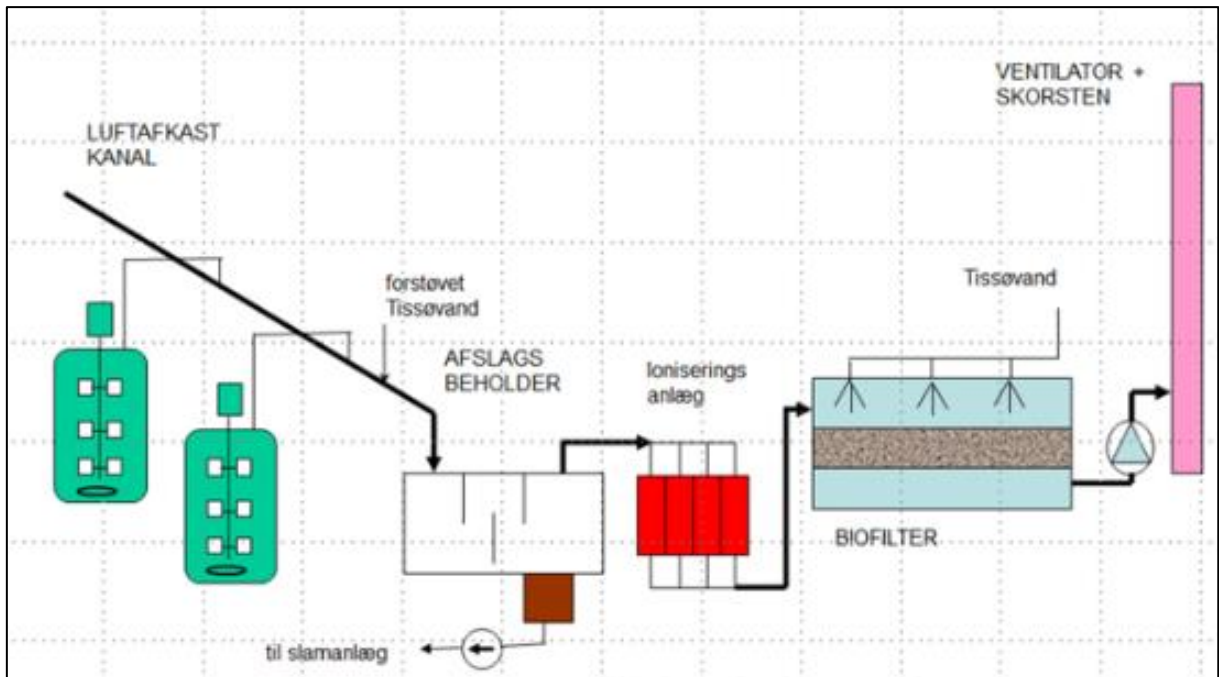 VENTILATOR +
SKORSTEN
LUFTAFKAST
KANAL
forstøvet
Tissøvand
Tissøvand
AFSLAGS
BEHOLDER
Ioniserings
anlæg
BIOFILTER
til slamanlæg